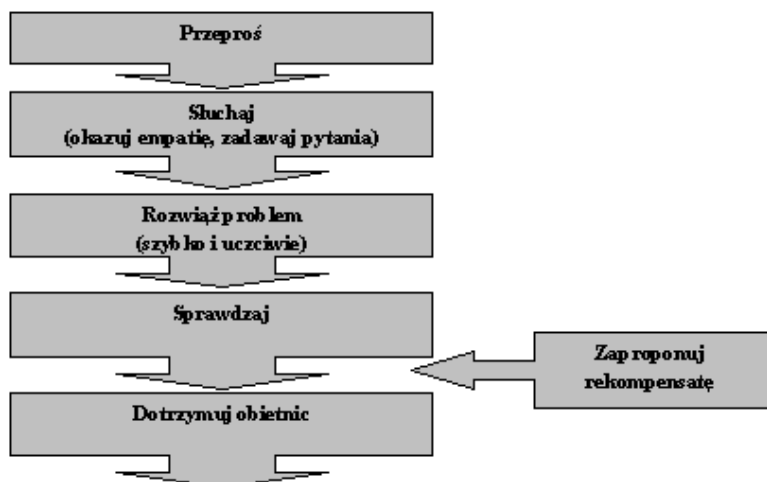 Przeproś
Słuchaj
(okazuj empatię, zadawaj pytania)
Rozwiąż problem
(szybko i uczciwie)
Sprawdzaj
Zaproponuj
rekompensatę
Dotrzymuj obietnic